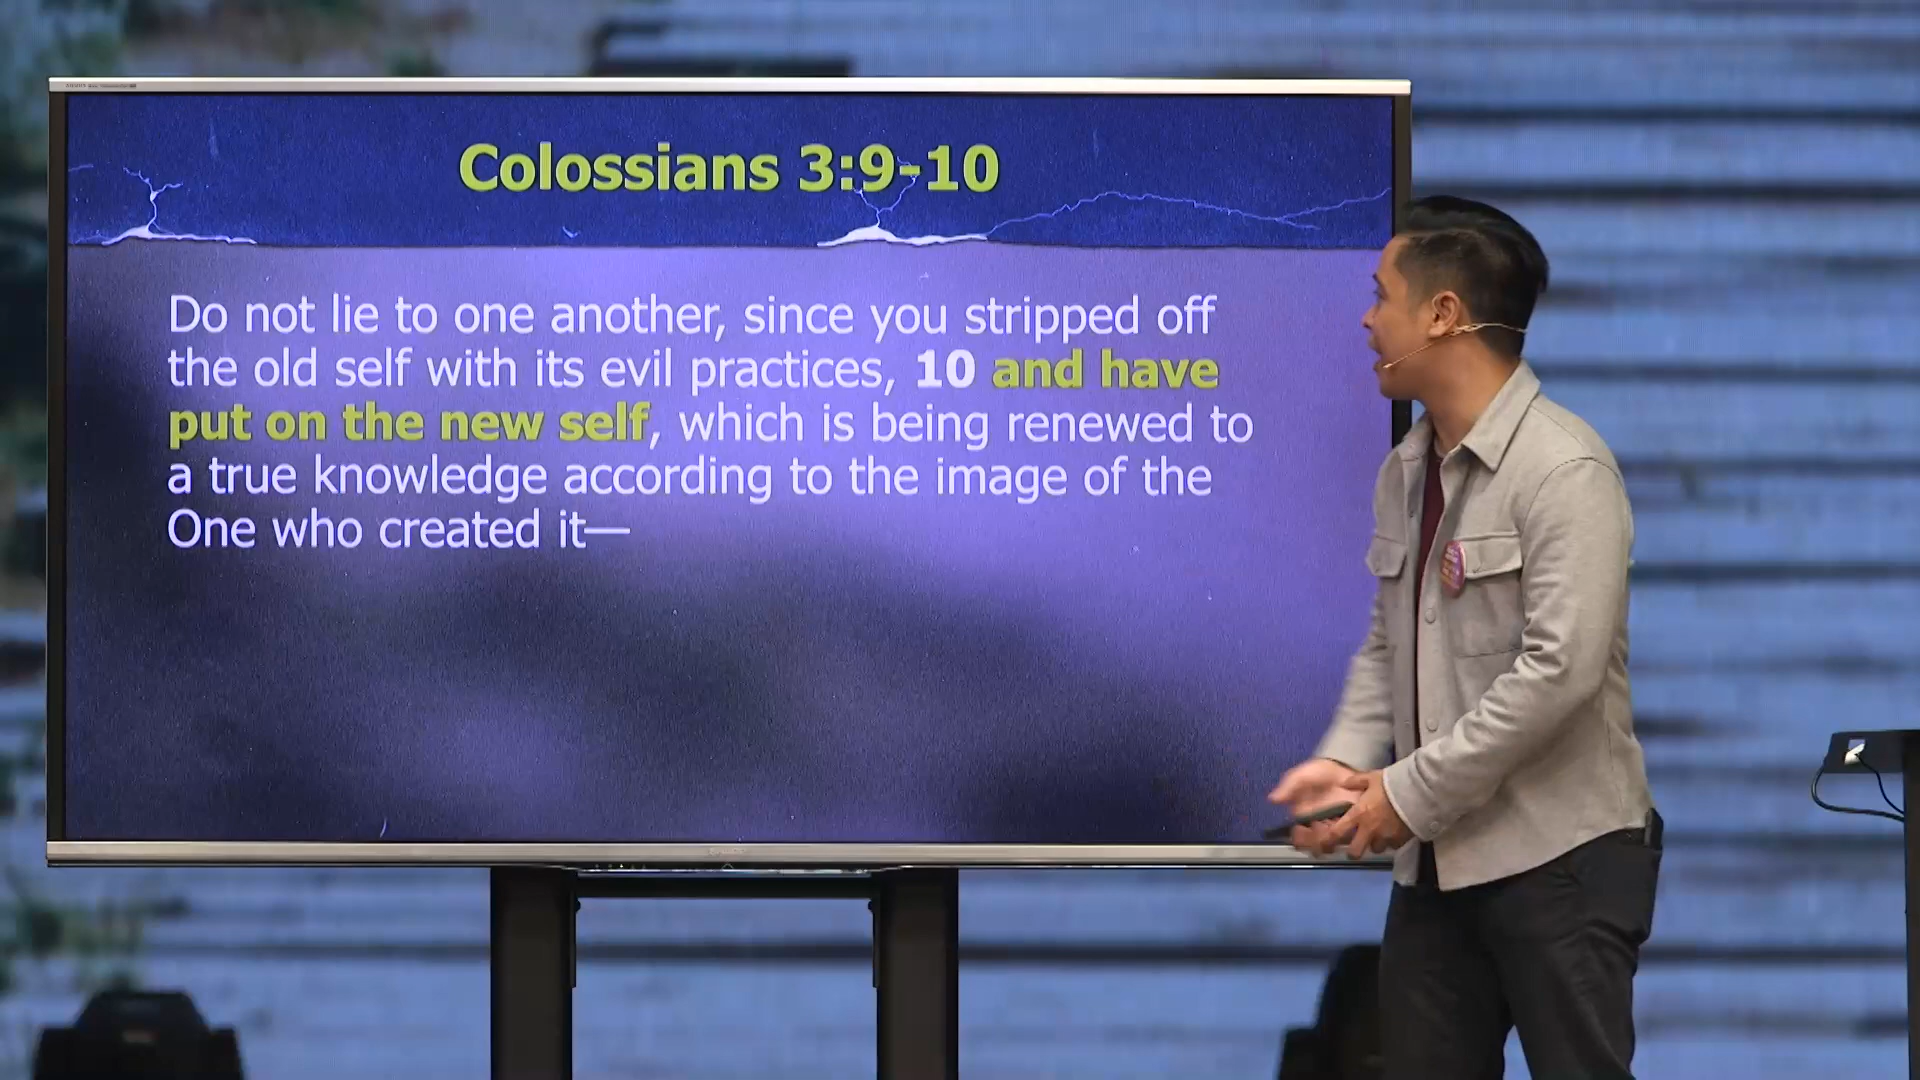 Colossians 3:9-10
Do not lie to one another, since you stripped off
the old self with its evil practices, 10 and have
put on the new self, which is being renewed to
a true knowledge according to the image of the
One who created it—